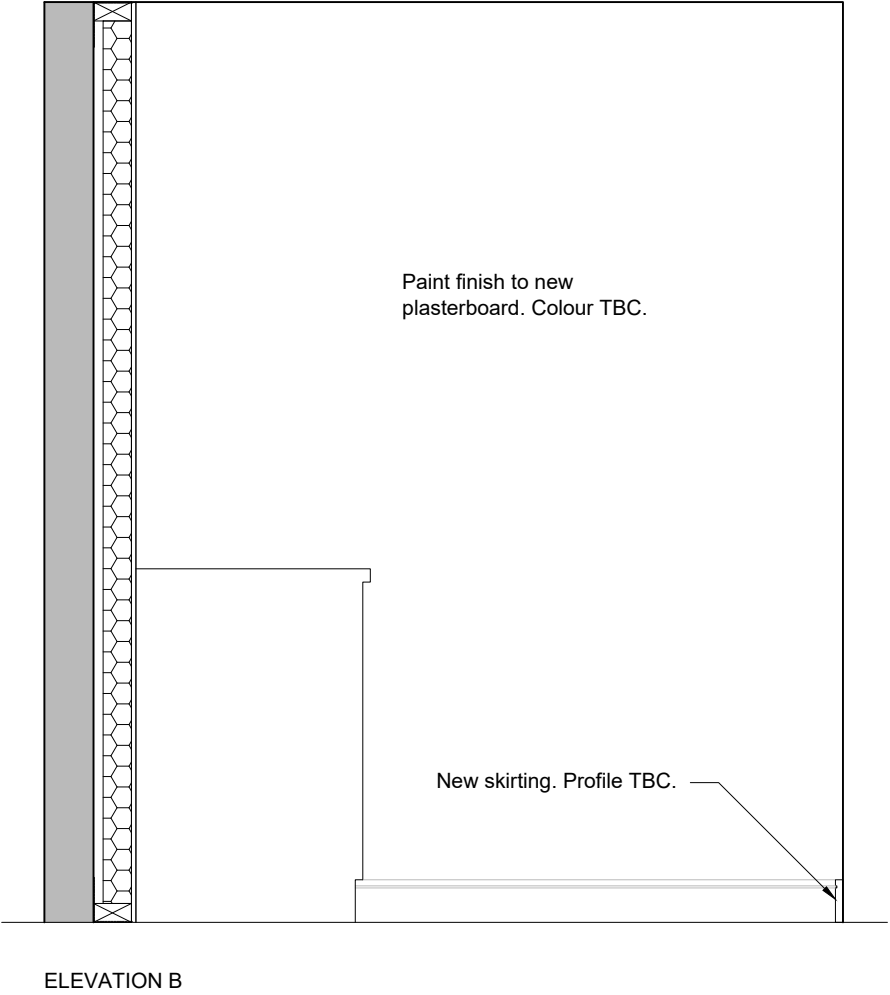 Paint finish to new
plasterboard. Colour TBC.
New skirting. Profile TBC.
ELEVATION B